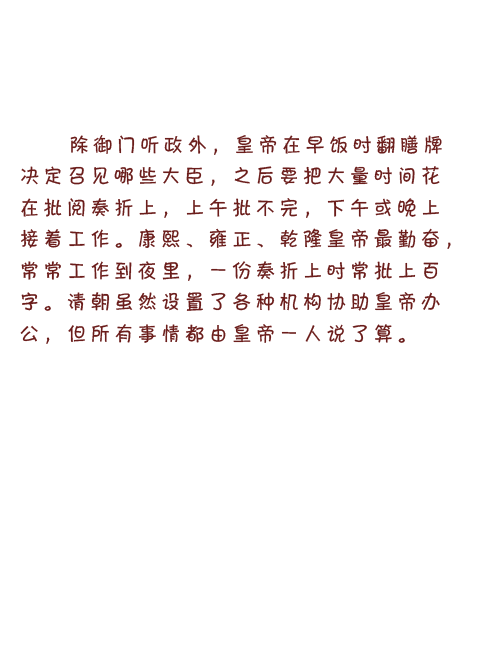 除御门听政外，皇帝在早饭时翻膳牌
决定召见哪些大臣，之后要把大量时间花
在批阅奏折上，上午批不完，下午或晚上
接着工作。康熙、雍正、乾隆皇帝最勤奋，
常常工作到夜里，一份奏折上时常批上百
字。清朝虽然设置了各种机构协助皇帝办
公，但所有事情都由皇帝一人说了算。